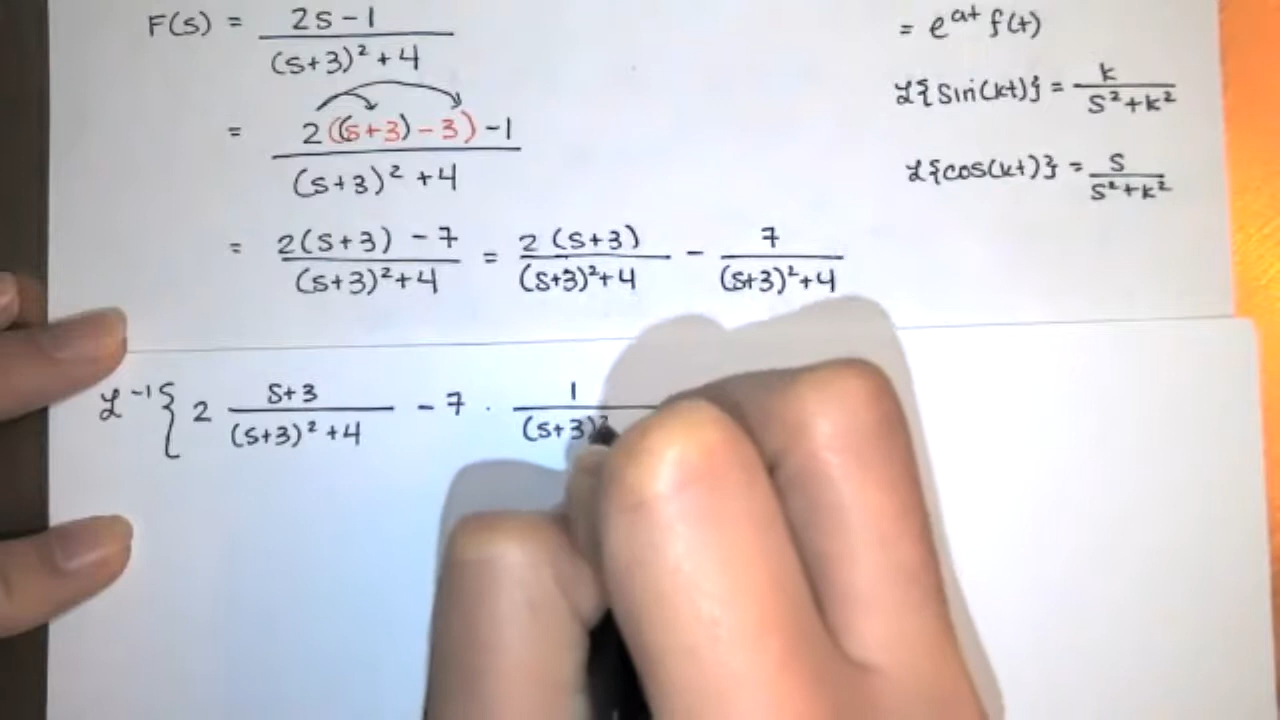 F(s) = 2s-1 / (s+3)² + 4
= 2((s+3)-3)-1 / (s+3)² + 4
= 2(s+3) - 7 / (s+3)²+4 = 2(s+3) / (s+3)²+4 - 7 / (s+3)²+4
= e^{at} f(t)
ℒ{sin(kt)} = k / s²+k²
ℒ{cos(kt)} = s / s²+k²
ℒ⁻¹{ 2 s+3 / (s+3)²+4 - 7 · 1 / (s+3)²